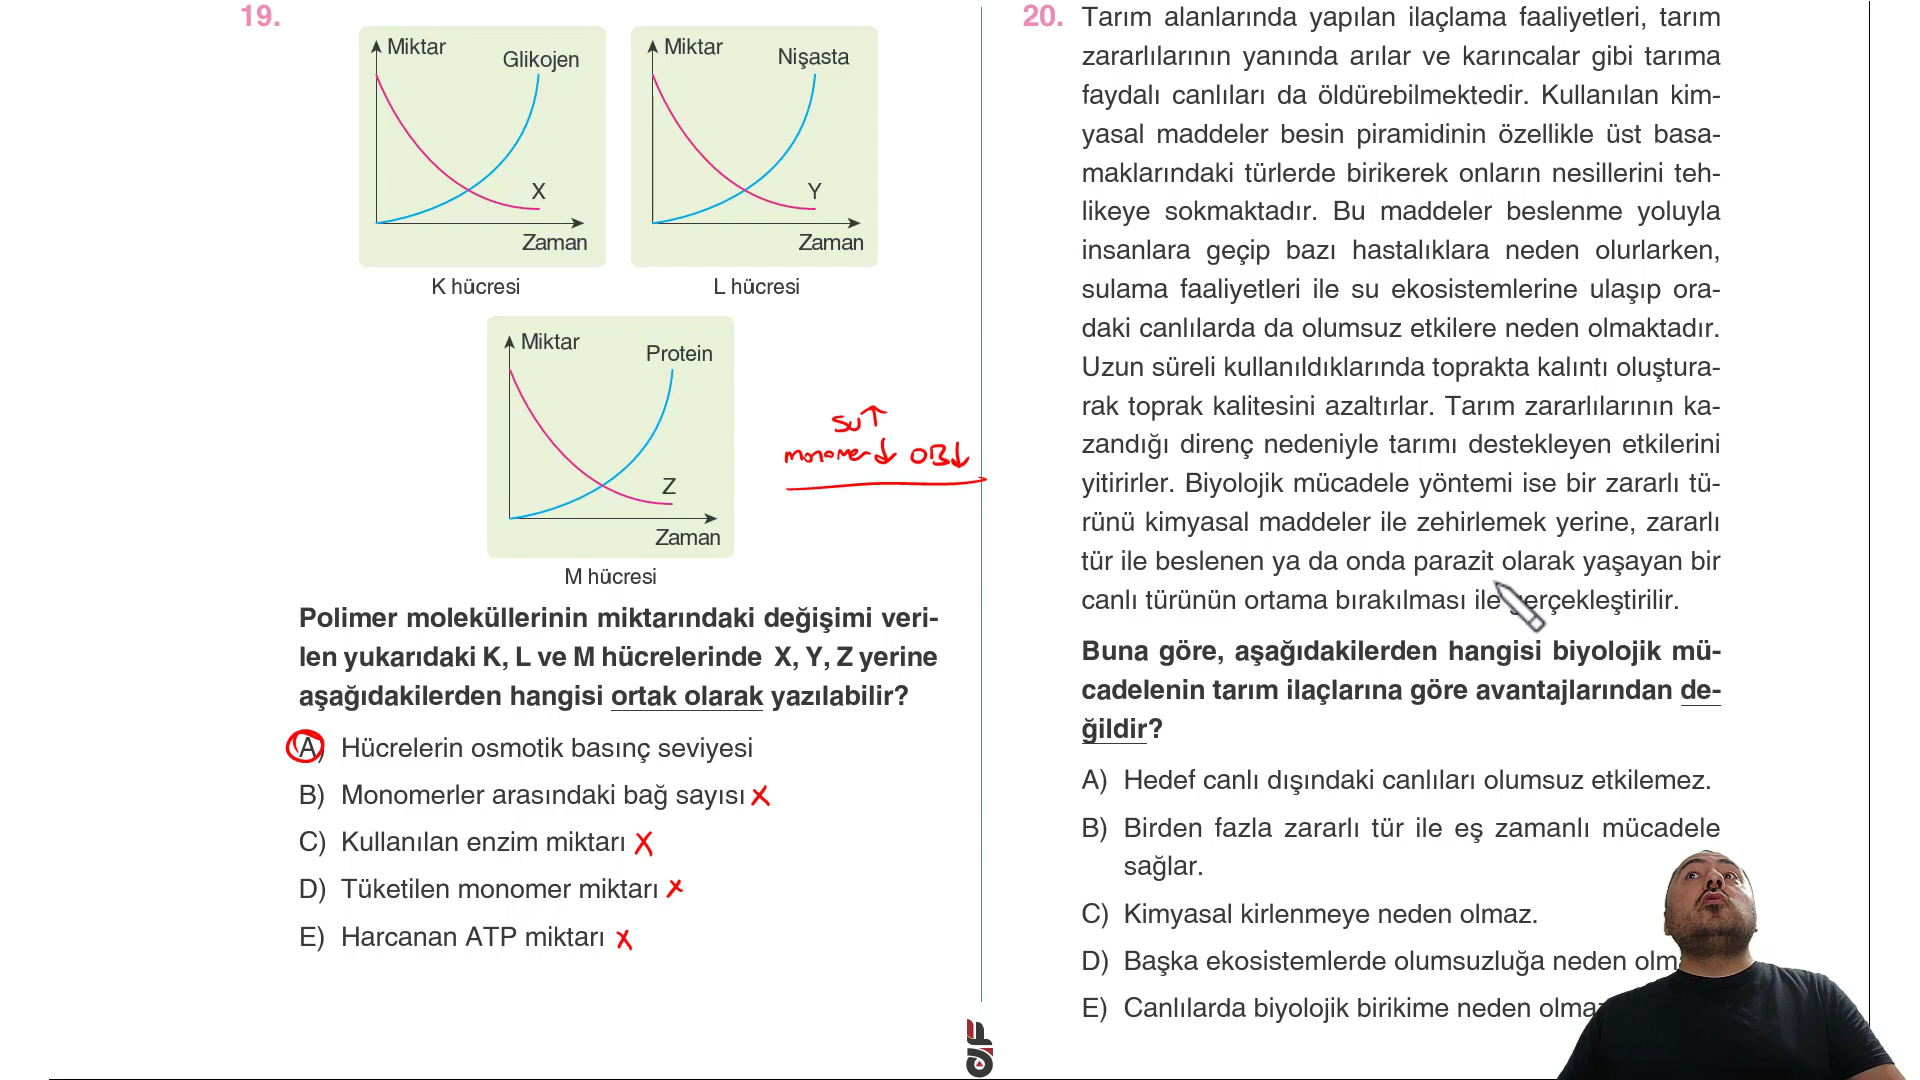 19.
Miktar
Glikojen
X
Zaman
K hücresi
Miktar
Nişasta
Y
Zaman
L hücresi
Miktar
Protein
Z
Zaman
M hücresi
su↑
monomer↓ OB↓
Polimer moleküllerinin miktarındaki değişimi veri-
len yukarıdaki K, L ve M hücrelerinde X, Y, Z yerine
aşağıdakilerden hangisi ortak olarak yazılabilir?
A) Hücrelerin osmotik basınç seviyesi
B) Monomerler arasındaki bağ sayısı X
C) Kullanılan enzim miktarı X
D) Tüketilen monomer miktarı X
E) Harcanan ATP miktarı X
20. Tarım alanlarında yapılan ilaçlama faaliyetleri, tarım
zararlılarının yanında arılar ve karıncalar gibi tarıma
faydalı canlıları da öldürebilmektedir. Kullanılan kim-
yasal maddeler besin piramidinin özellikle üst basa-
maklarındaki türlerde birikerek onların nesillerini teh-
likeye sokmaktadır. Bu maddeler beslenme yoluyla
insanlara geçip bazı hastalıklara neden olurlarken,
sulama faaliyetleri ile su ekosistemlerine ulaşıp ora-
daki canlılarda da olumsuz etkilere neden olmaktadır.
Uzun süreli kullanıldıklarında toprakta kalıntı oluştura-
rak toprak kalitesini azaltırlar. Tarım zararlılarının ka-
zandığı direnç nedeniyle tarımı destekleyen etkilerini
yitirirler. Biyolojik mücadele yöntemi ise bir zararlı tü-
rünü kimyasal maddeler ile zehirlemek yerine, zararlı
tür ile beslenen ya da onda parazit olarak yaşayan bir
canlı türünün ortama bırakılması ile gerçekleştirilir.
Buna göre, aşağıdakilerden hangisi biyolojik mü-
cadelenin tarım ilaçlarına göre avantajlarından de-
ğildir?
A) Hedef canlı dışındaki canlıları olumsuz etkilemez.
B) Birden fazla zararlı tür ile eş zamanlı mücadele
sağlar.
C) Kimyasal kirlenmeye neden olmaz.
D) Başka ekosistemlerde olumsuzluğa neden
E) Canlılarda biyolojik birikime neden